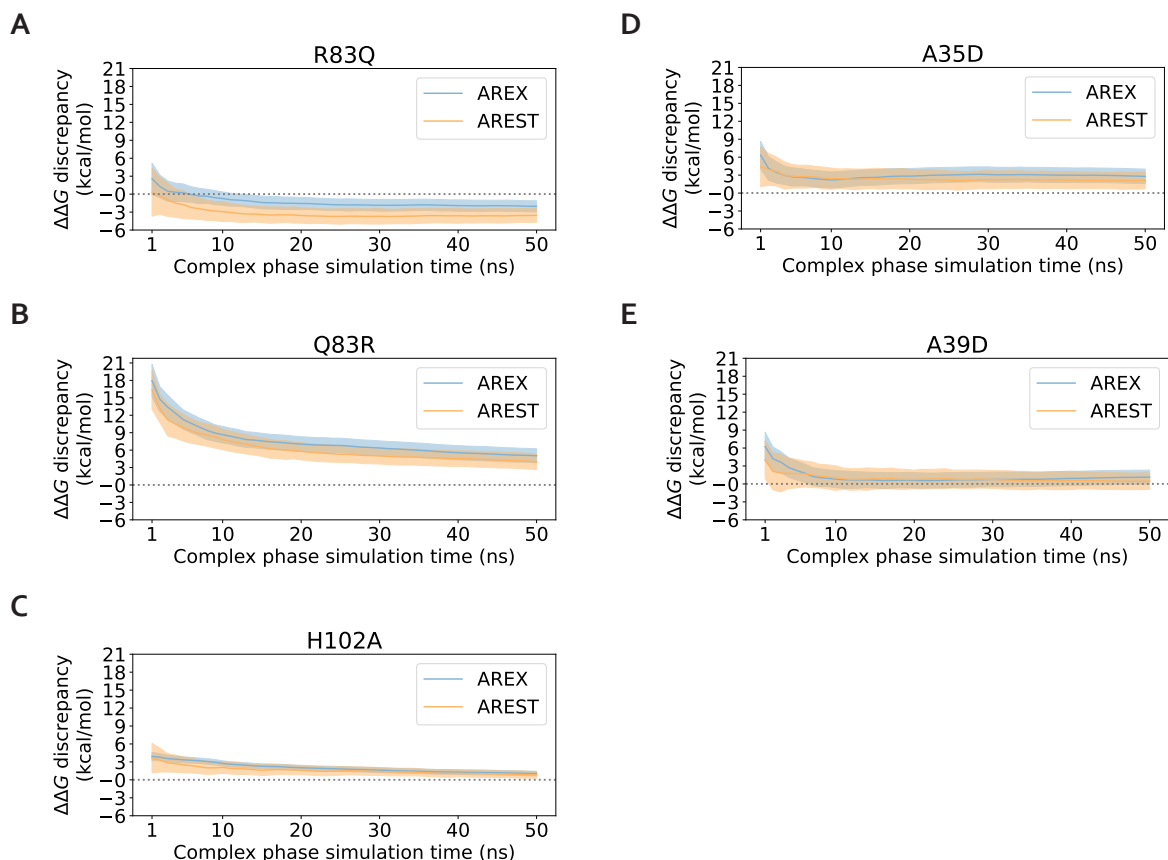 A
R83Q
21
18
15
12
9
6
3
−0
−3
−6
ΔΔG discrepancy
(kcal/mol)
AREX
AREST
1 10 20 30 40 50
Complex phase simulation time (ns)
B
Q83R
21
18
15
12
9
6
3
−0
−3
−6
ΔΔG discrepancy
(kcal/mol)
AREX
AREST
1 10 20 30 40 50
Complex phase simulation time (ns)
C
H102A
21
18
15
12
9
6
3
−0
−3
−6
ΔΔG discrepancy
(kcal/mol)
AREX
AREST
1 10 20 30 40 50
Complex phase simulation time (ns)
D
A35D
21
18
15
12
9
6
3
−0
−3
−6
ΔΔG discrepancy
(kcal/mol)
AREX
AREST
1 10 20 30 40 50
Complex phase simulation time (ns)
E
A39D
21
18
15
12
9
6
3
−0
−3
−6
ΔΔG discrepancy
(kcal/mol)
AREX
AREST
1 10 20 30 40 50
Complex phase simulation time (ns)